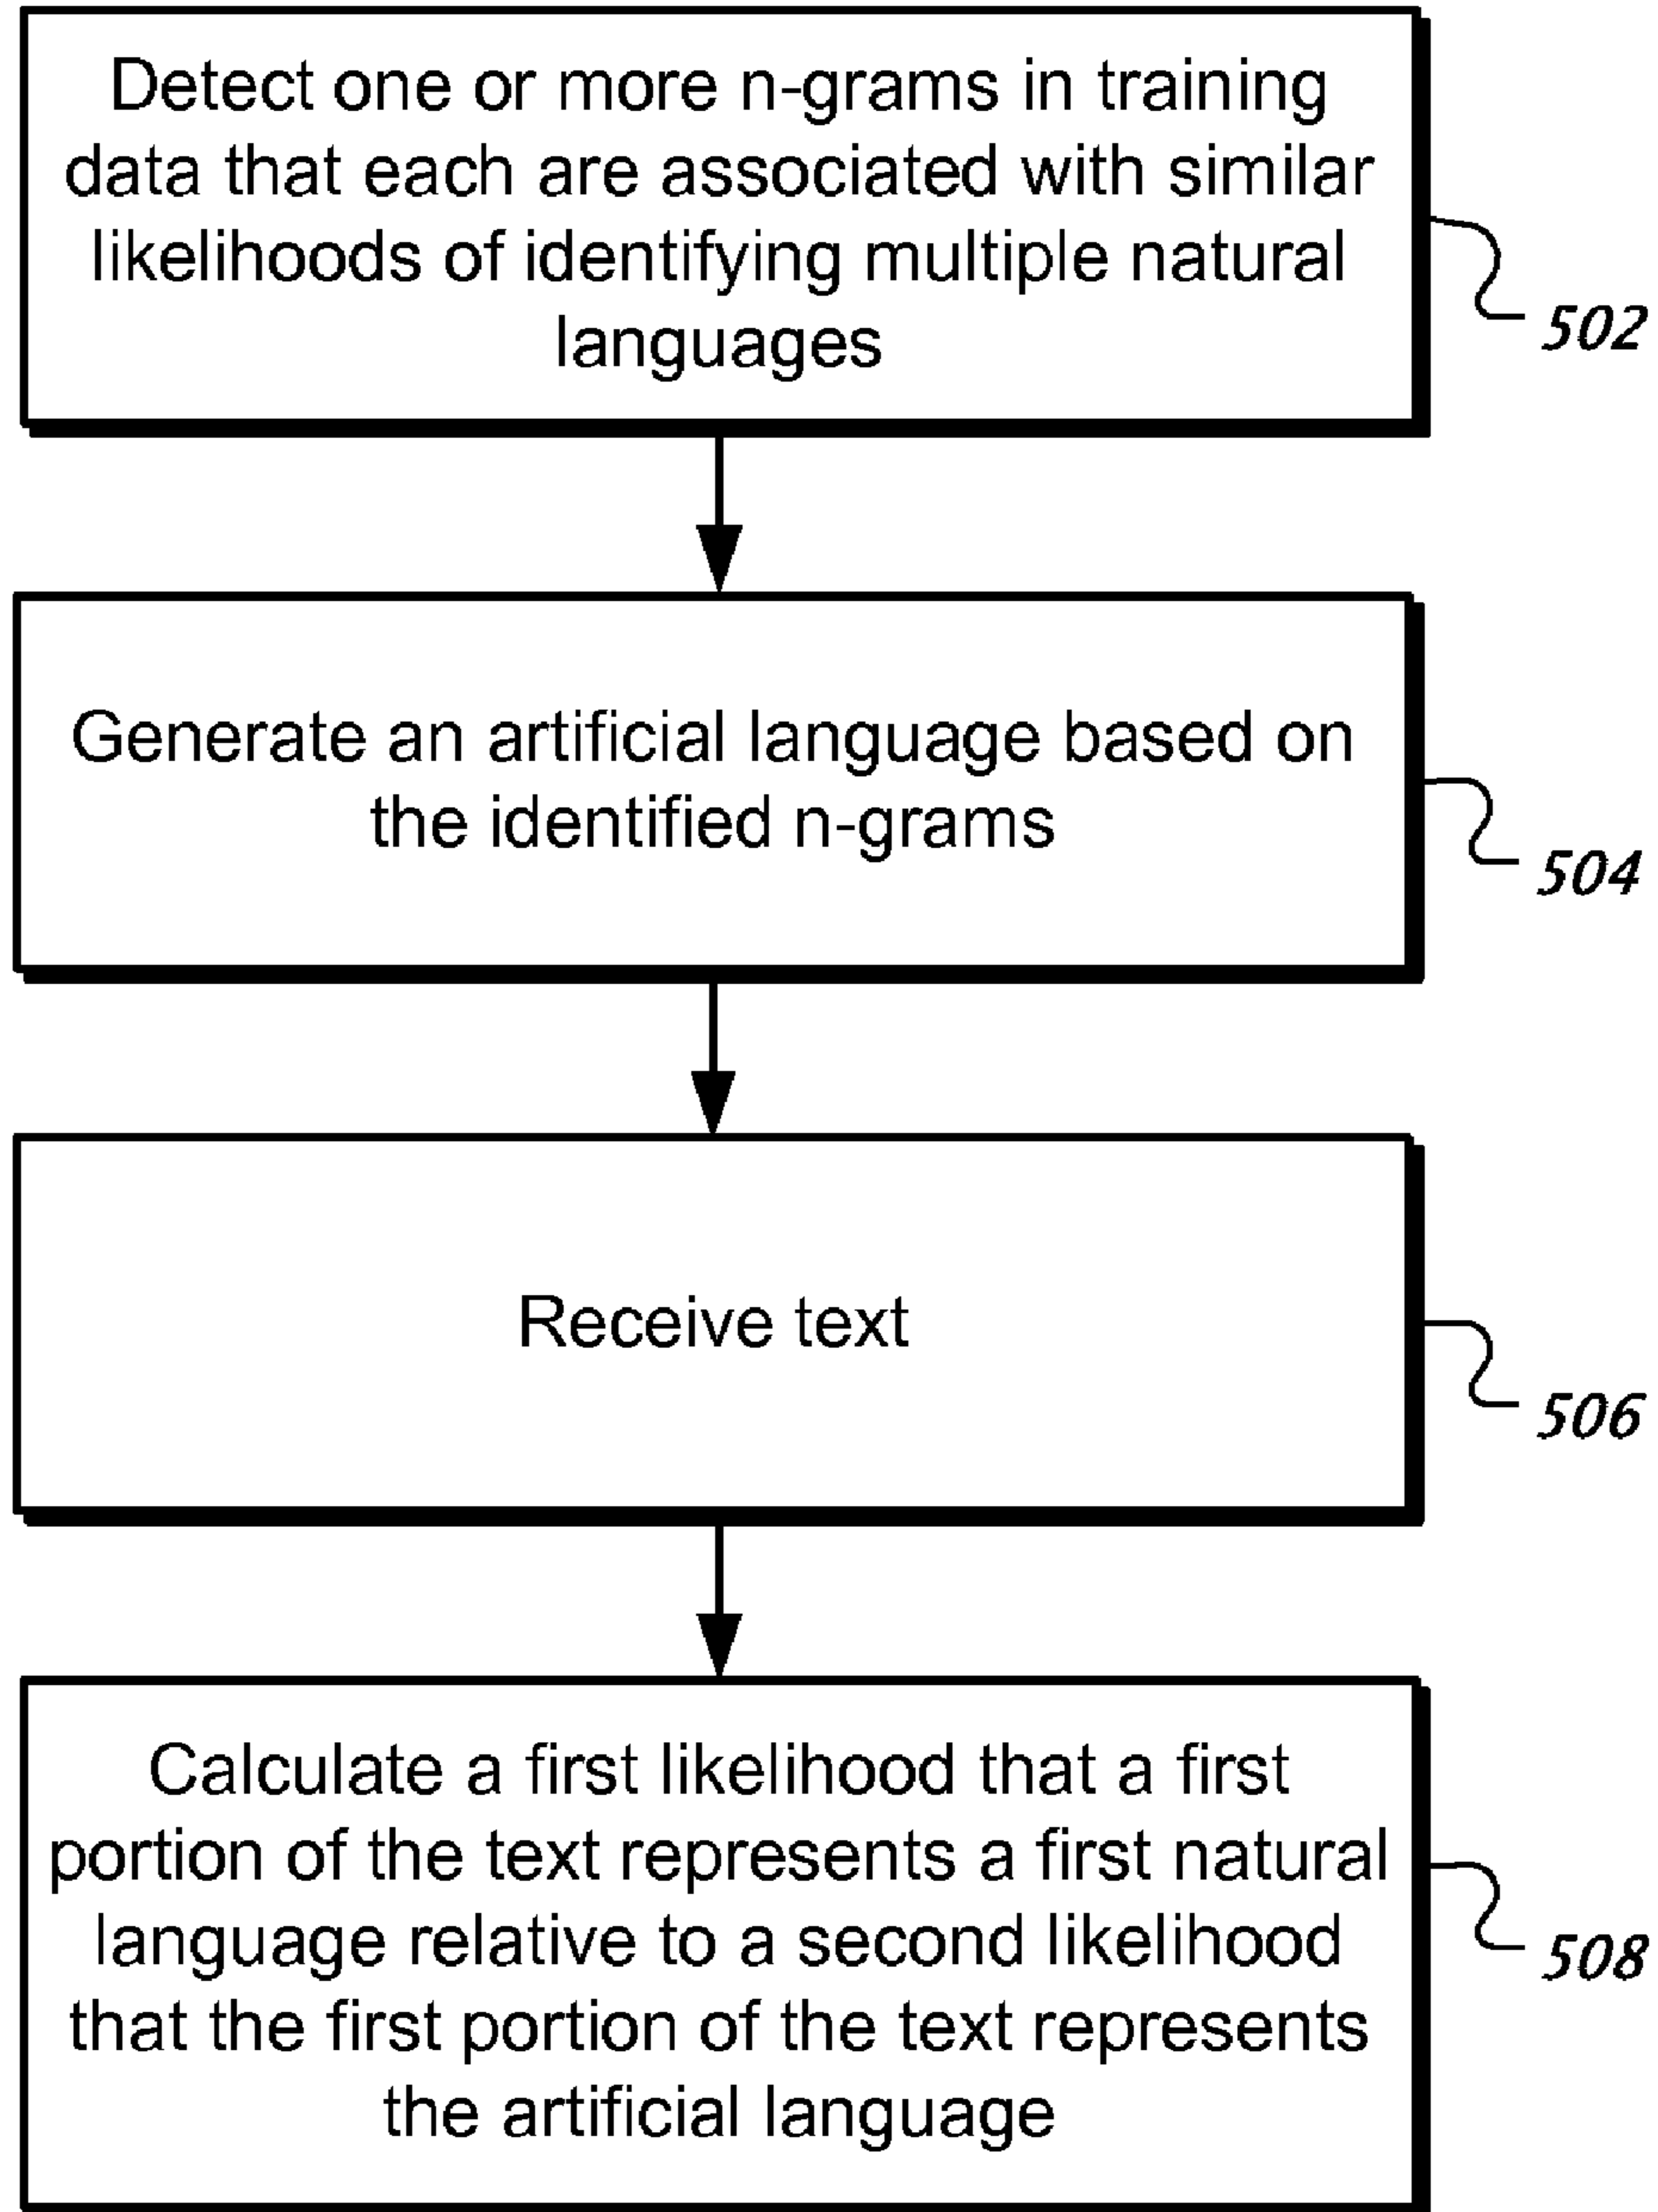 Detect one or more n-grams in training
data that each are associated with similar
likelihoods of identifying multiple natural
languages
502
Generate an artificial language based on
the identified n-grams
504
Receive text
506
Calculate a first likelihood that a first
portion of the text represents a first natural
language relative to a second likelihood
that the first portion of the text represents
the artificial language
508